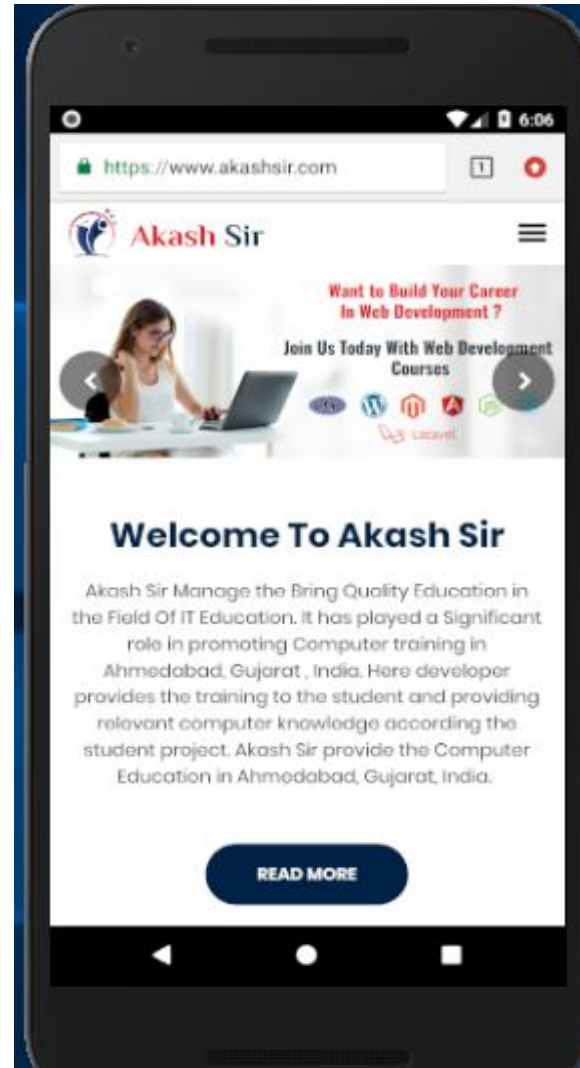 6:06
https://www.akashsir.com
1
Akash Sir
Want to Build Your Career
In Web Development ?
Join Us Today With Web Development
Courses
Laravel
Welcome To Akash Sir
Akash Sir Manage the Bring Quality Education in
the Field Of IT Education. It has played a Significant
role in promoting Computer training in
Ahmedabad, Gujarat , India. Here developer
provides the training to the student and providing
relevant computer knowledge according the
student project. Akash Sir provide the Computer
Education in Ahmedabad, Gujarat, India.
READ MORE